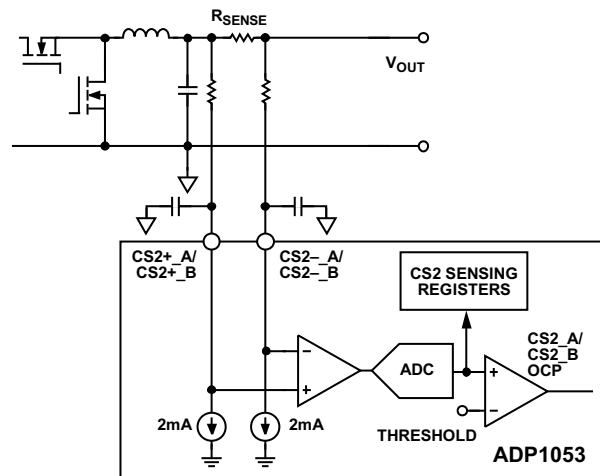 RSENSE
VOUT
CS2+_A/
CS2+_B
CS2–_A/
CS2–_B
CS2 SENSING
REGISTERS
CS2_A/
CS2_B
OCP
–
+
ADC
+
–
2mA
2mA
THRESHOLD
ADP1053